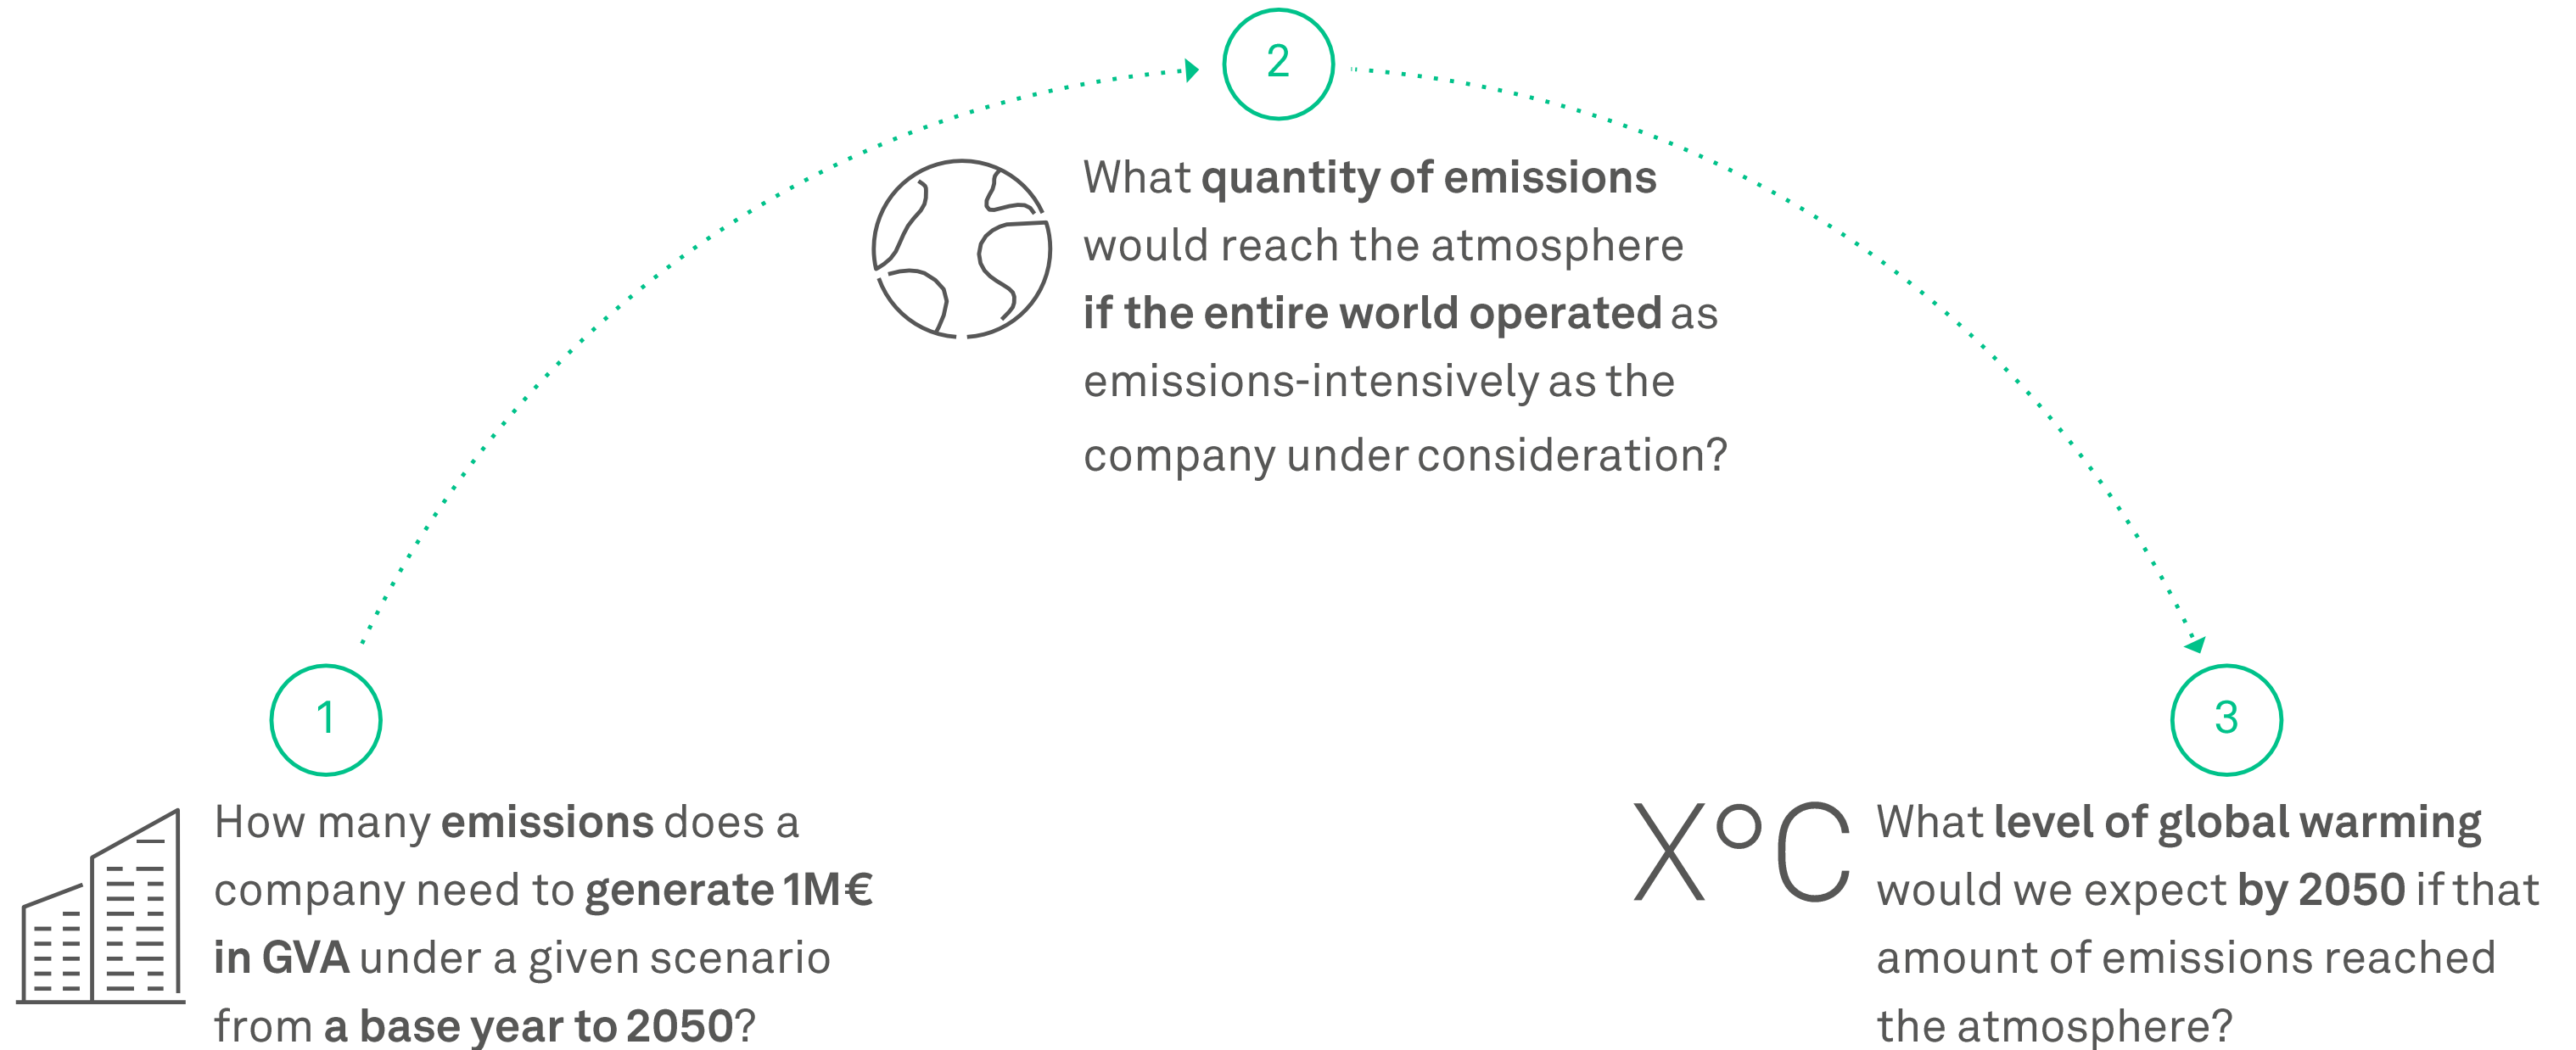 1
How many emissions does a
company need to generate 1M€
in GVA under a given scenario
from a base year to 2050?
2
What quantity of emissions
would reach the atmosphere
if the entire world operated as
emissions-intensively as the
company under consideration?
3
X°C
What level of global warming
would we expect by 2050 if that
amount of emissions reached
the atmosphere?